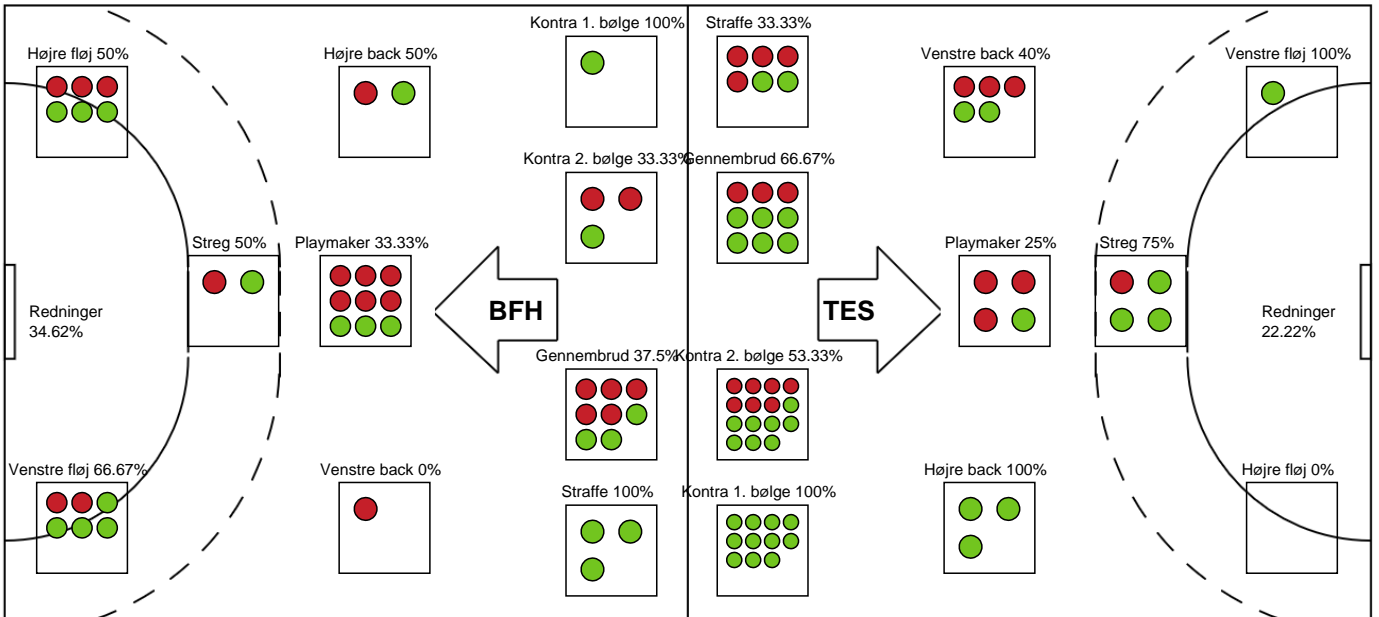 Kontra 1. bølge 100%
Straffe 33.33%
Højre fløj 50%
Højre back 50%
Venstre back 40%
Venstre fløj 100%
Kontra 2. bølge 33.33%
Gennembrud 66.67%
Streg 50%
Playmaker 33.33%
Playmaker 25%
Streg 75%
Redninger
34.62%
BFH
TES
Redninger
22.22%
Gennembrud 37.5%
Kontra 2. bølge 53.33%
Venstre fløj 66.67%
Venstre back 0%
Højre back 100%
Højre fløj 0%
Straffe 100%
Kontra 1. bølge 100%